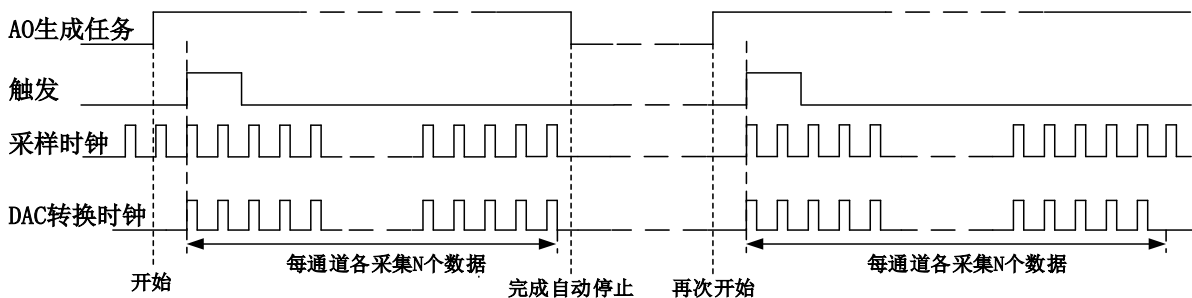 AO生成任务
触发
采样时钟
DAC转换时钟
每通道各采集N个数据
每通道各采集N个数据
开始
完成自动停止
再次开始